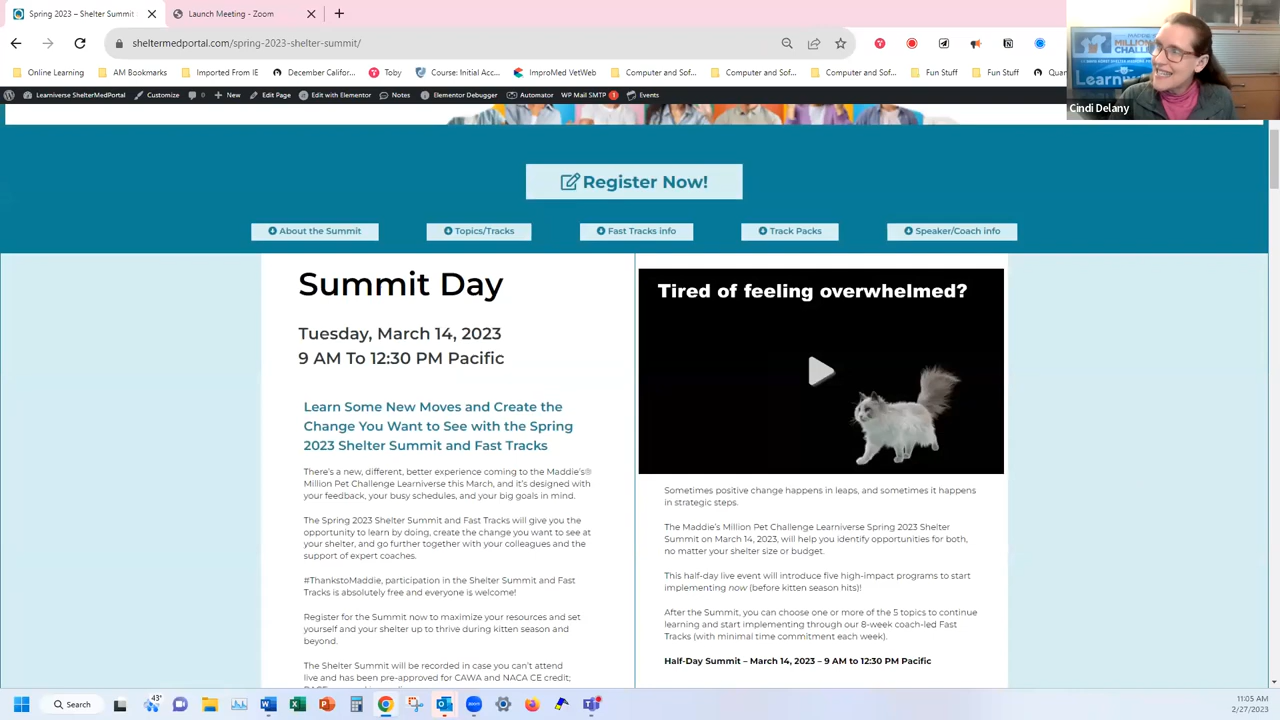 Spring 2023 – Shelter Summit
Launch Meeting - Zoom
sheltermedportal.com/spring-2023-shelter-summit/
Online Learning
AM Bookmarks
Imported From IE
December Califor...
Toby
Course: Initial Acc...
ImproMed VetWeb
Computer and Sof...
Computer and Sof...
Computer and Sof...
Fun Stuff
Fun Stuff
Learniverse ShelterMedPortal
Customize
0
New
Edit Page
Edit with Elementor
Notes
Elementor Debugger
Automator
WP Mail SMTP
Events
MILLION
CHALL
Learn
Cindi Delany
Register Now!
About the Summit
Topics/Tracks
Fast Tracks info
Track Packs
Speaker/Coach info
Summit Day
Tuesday, March 14, 2023
9 AM To 12:30 PM Pacific
Learn Some New Moves and Create the
Change You Want to See with the Spring
2023 Shelter Summit and Fast Tracks
There's a new, different, better experience coming to the Maddie's®
Million Pet Challenge Learniverse this March, and it's designed with
your feedback, your busy schedules, and your big goals in mind.
The Spring 2023 Shelter Summit and Fast Tracks will give you the
opportunity to learn by doing, create the change you want to see at
your shelter, and go further together with your colleagues and the
support of expert coaches.
#ThankstoMaddie, participation in the Shelter Summit and Fast
Tracks is absolutely free and everyone is welcome!
Register for the Summit now to maximize your resources and set
yourself and your shelter up to thrive during kitten season and
beyond.
The Shelter Summit will be recorded in case you can't attend
live and has been pre-approved for CAWA and NACA CE credit;
Tired of feeling overwhelmed?
Sometimes positive change happens in leaps, and sometimes it happens
in strategic steps.
The Maddie's Million Pet Challenge Learniverse Spring 2023 Shelter
Summit on March 14, 2023, will help you identify opportunities for both,
no matter your shelter size or budget.
This half-day live event will introduce five high-impact programs to start
implementing now (before kitten season hits)!
After the Summit, you can choose one or more of the 5 topics to continue
learning and start implementing through our 8-week coach-led Fast
Tracks (with minimal time commitment each week).
Half-Day Summit – March 14, 2023 – 9 AM to 12:30 PM Pacific
Search
43°
11:05 AM
2/27/2023